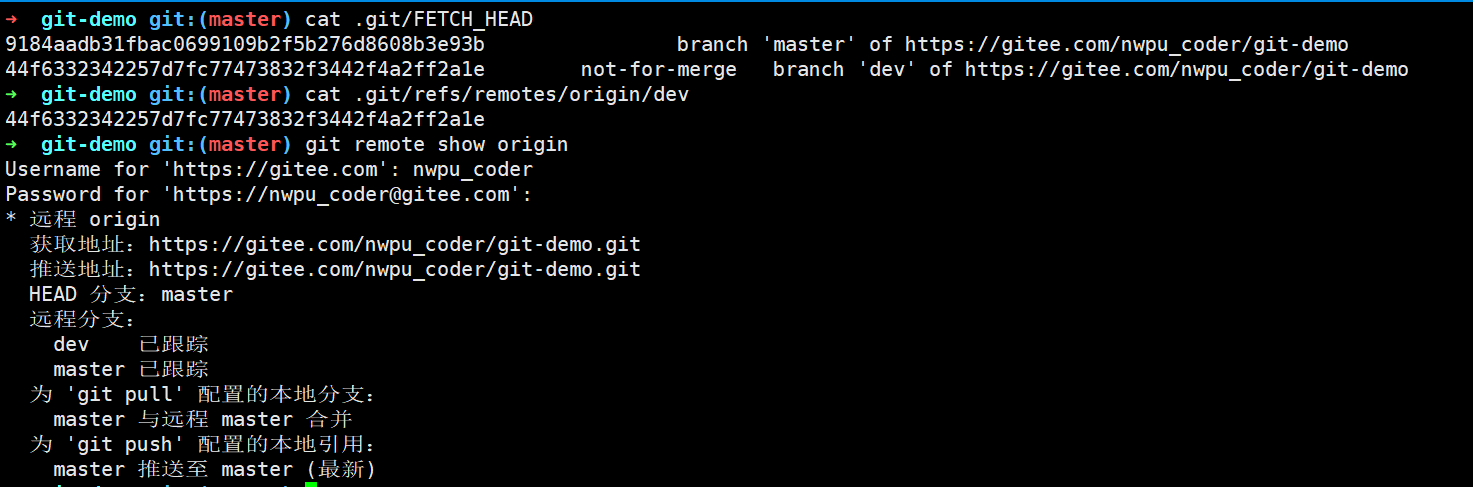 ➜ git-demo git:(master) cat .git/FETCH_HEAD
9184aadb31fbac0699109b2f5b276d8608b3e93b branch 'master' of https://gitee.com/nwpu_coder/git-demo
44f6332342257d7fc77473832f3442f4a2ff2a1e not-for-merge branch 'dev' of https://gitee.com/nwpu_coder/git-demo
➜ git-demo git:(master) cat .git/refs/remotes/origin/dev
44f6332342257d7fc77473832f3442f4a2ff2a1e
➜ git-demo git:(master) git remote show origin
Username for 'https://gitee.com': nwpu_coder
Password for 'https://nwpu_coder@gitee.com':
* 远程 origin
获取地址：https://gitee.com/nwpu_coder/git-demo.git
推送地址：https://gitee.com/nwpu_coder/git-demo.git
HEAD 分支：master
远程分支：
dev 已跟踪
master 已跟踪
为 'git pull' 配置的本地分支：
master 与远程 master 合并
为 'git push' 配置的本地引用：
master 推送至 master (最新)